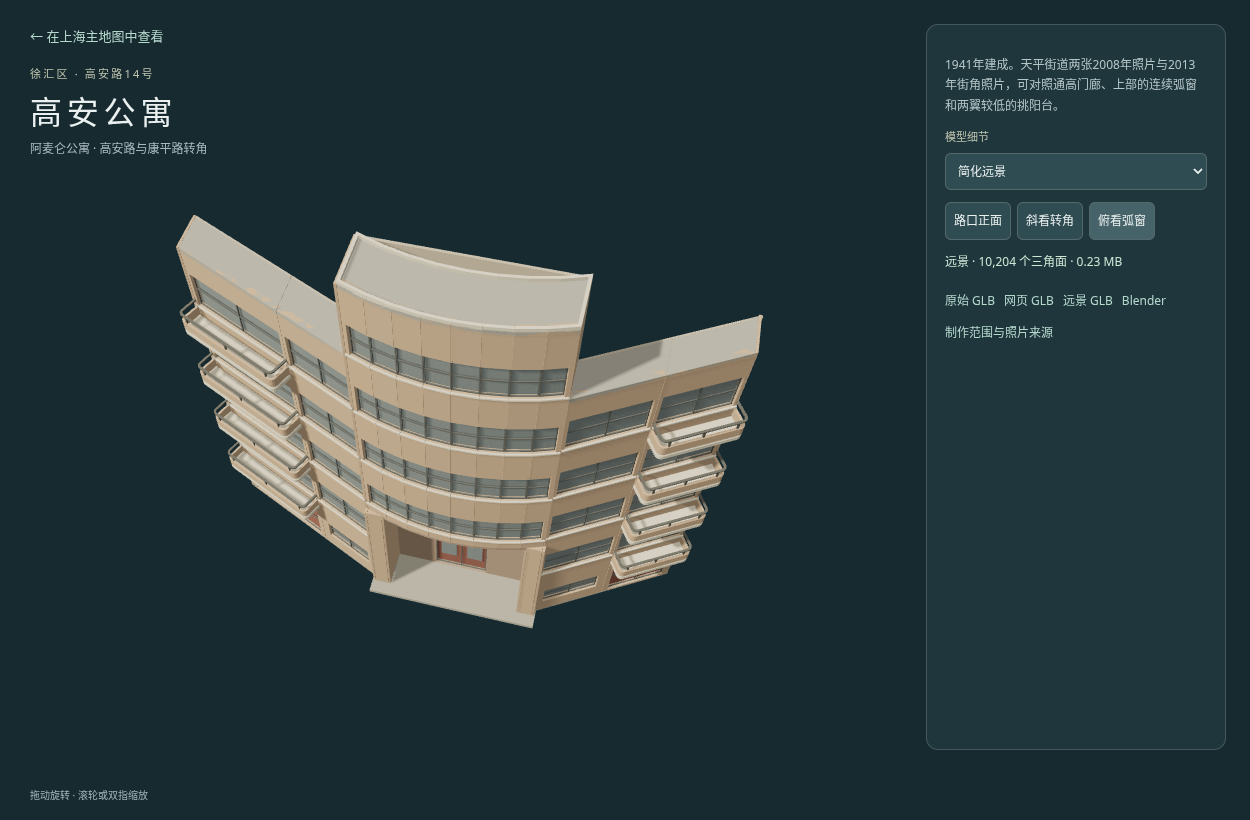 ← 在上海主地图中查看
徐汇区 · 高安路14号
高安公寓
阿麦仑公寓 · 高安路与康平路转角
1941年建成。天平街道两张2008年照片与2013
年街角照片，可对照通高门廊、上部的连续弧窗
和两翼较低的挑阳台。
模型细节
简化远景
路口正面 斜看转角 俯看弧窗
远景 · 10,204 个三角面 · 0.23 MB
原始 GLB 网页 GLB 远景 GLB Blender
制作范围与照片来源
拖动旋转 · 滚轮或双指缩放